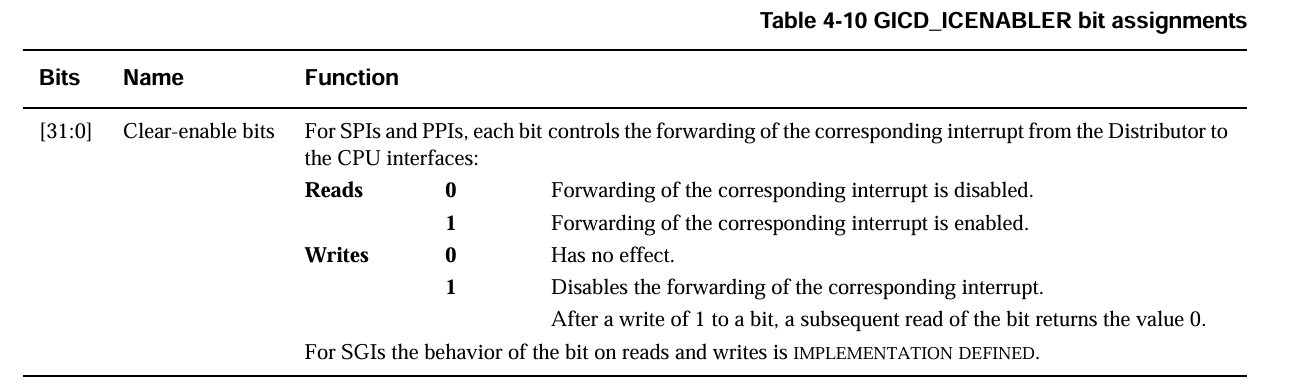 Table 4-10 GICD_ICENABLER bit assignments
Bits Name Function
[31:0] Clear-enable bits For SPIs and PPIs, each bit controls the forwarding of the corresponding interrupt from the Distributor to
the CPU interfaces:
Reads 0 Forwarding of the corresponding interrupt is disabled.
1 Forwarding of the corresponding interrupt is enabled.
Writes 0 Has no effect.
1 Disables the forwarding of the corresponding interrupt.
After a write of 1 to a bit, a subsequent read of the bit returns the value 0.
For SGIs the behavior of the bit on reads and writes is IMPLEMENTATION DEFINED.